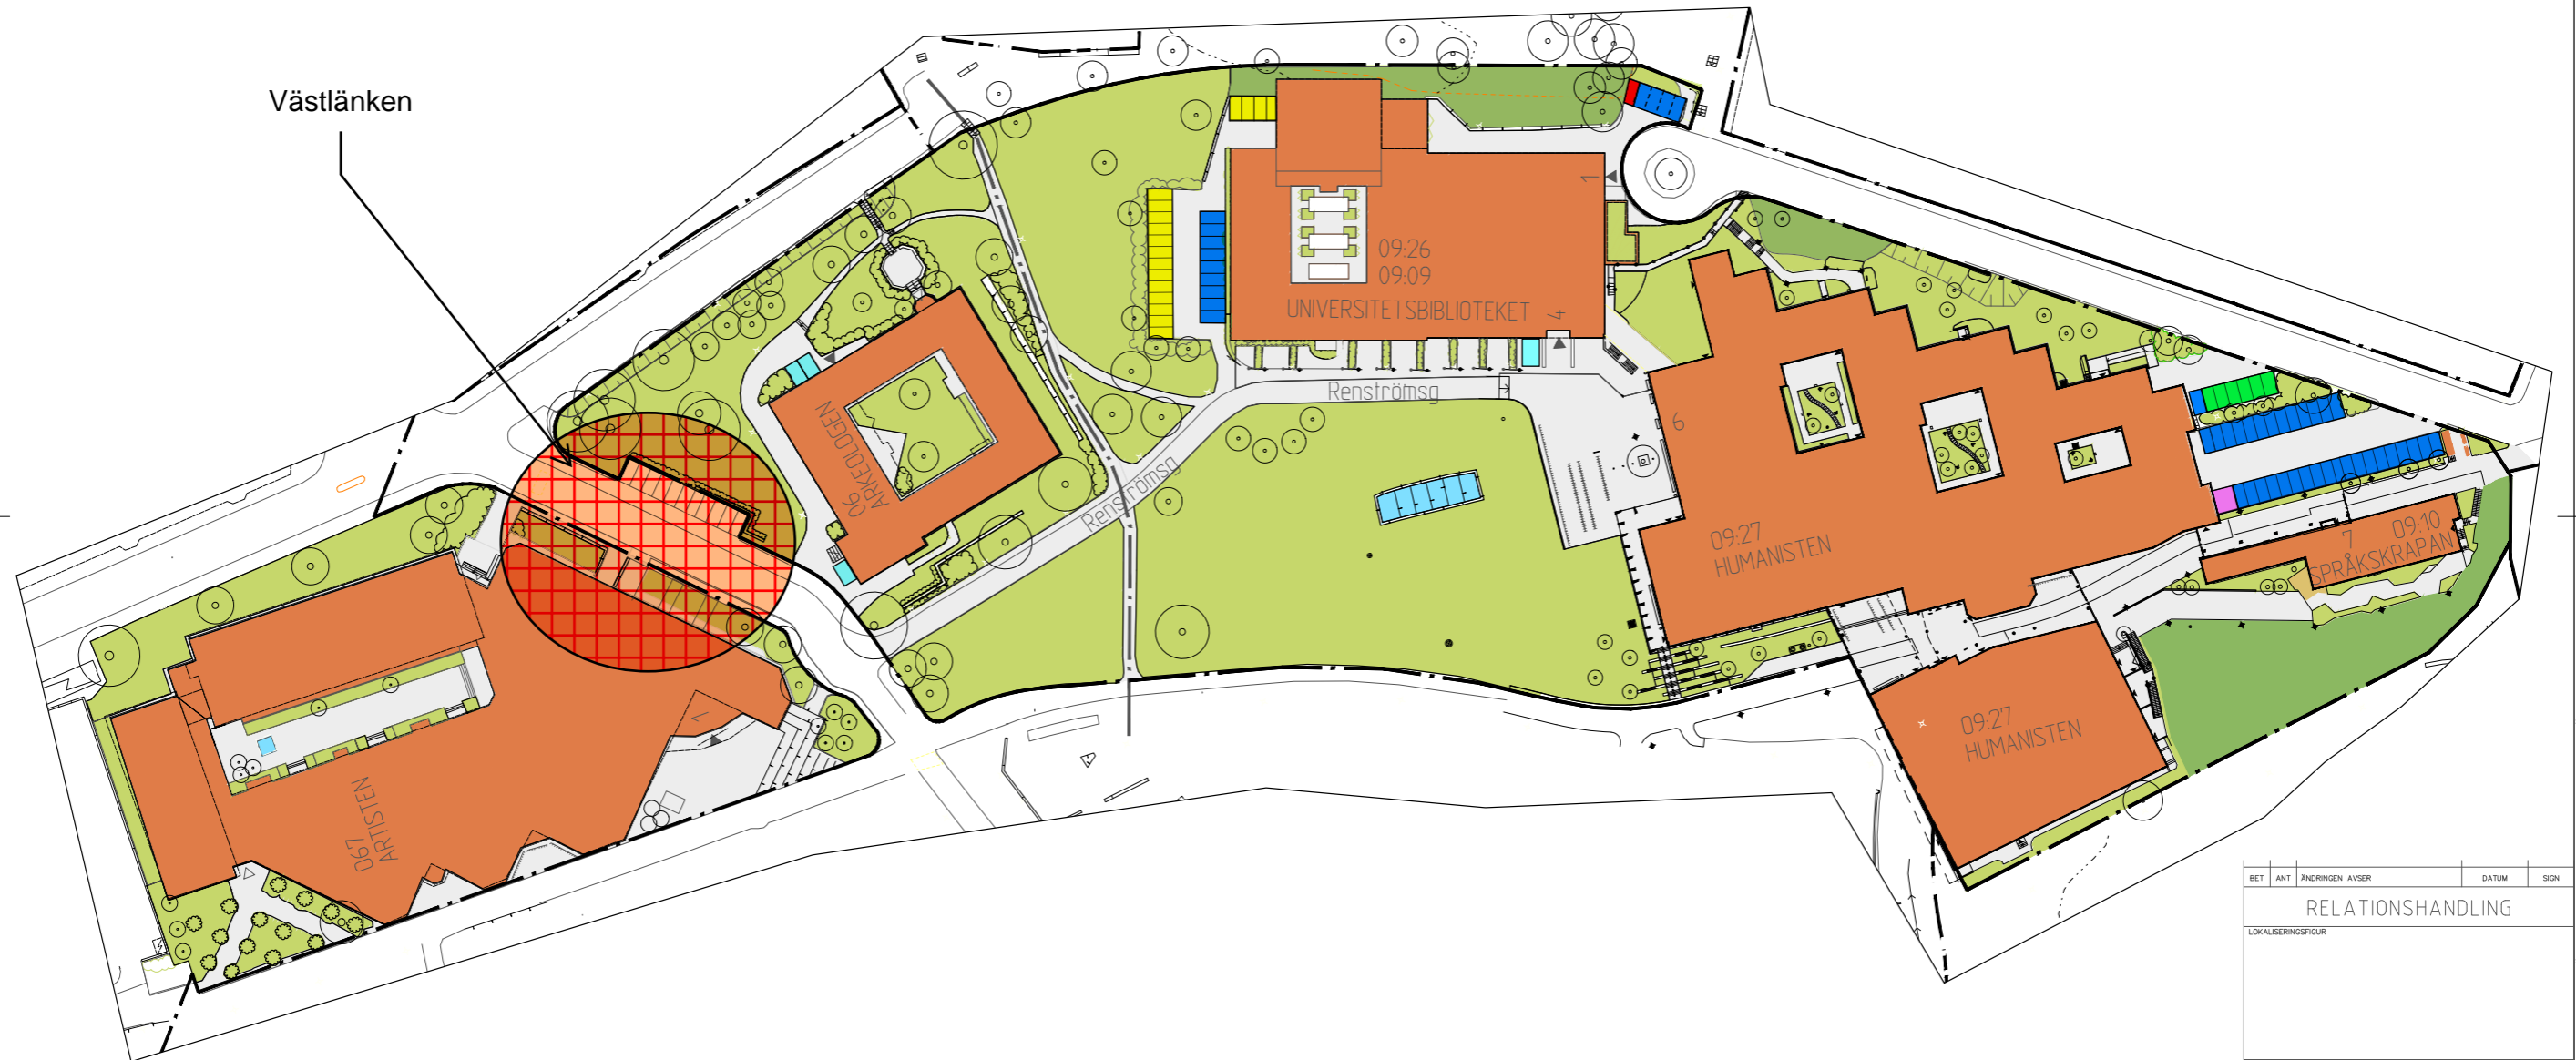 Västlänken
1
09:26
09:09
UNIVERSITETSBIBLIOTEKET
4
Renströmsg
06
ARKEOLOGEN
Renströmsg
6
09:27
HUMANISTEN
7
09:10
SPRÅKSKRAPAN
09:27
HUMANISTEN
1
067
ARTISTEN
BET ANT ÄNDRINGEN AVSER DATUM SIGN
RELATIONSHANDLING
LOKALISERINGSFIGUR